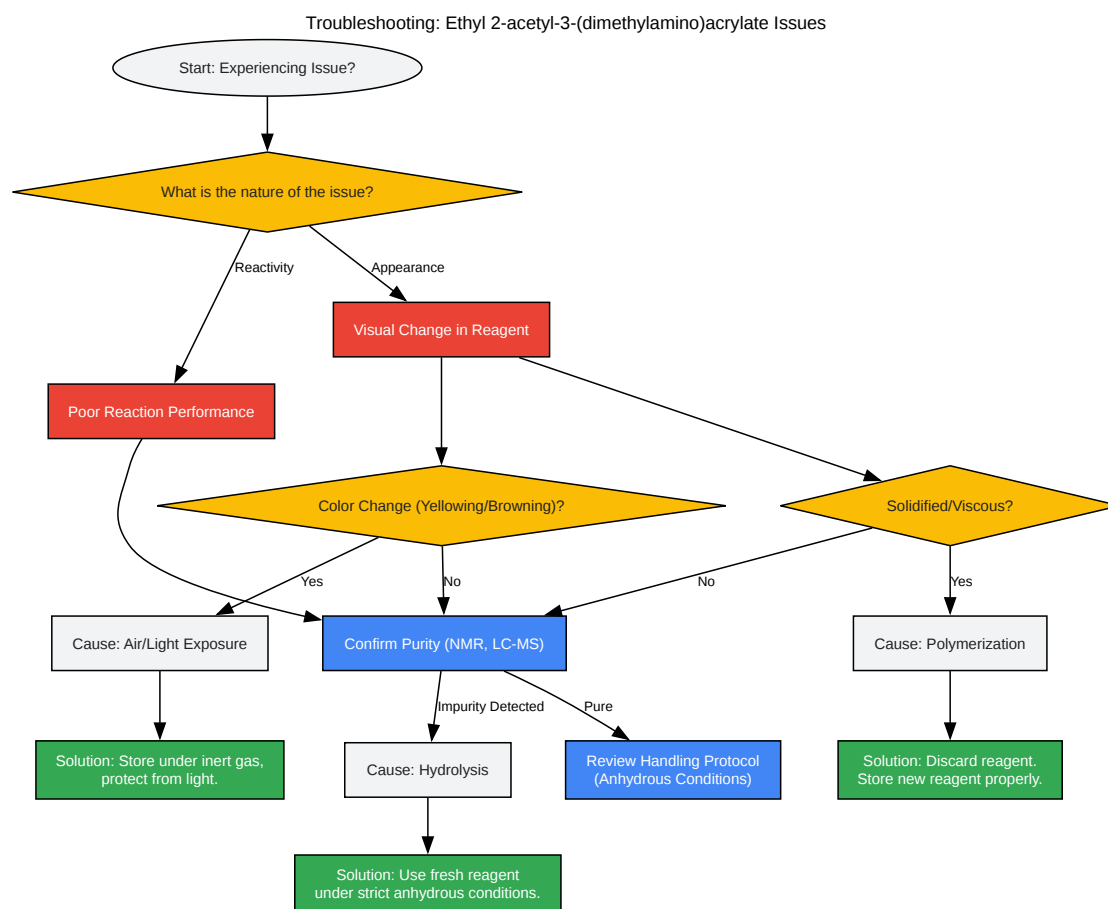 Troubleshooting: Ethyl 2-acetyl-3-(dimethylamino)acrylate Issues
Start: Experiencing Issue?
What is the nature of the issue?
Reactivity
Appearance
Visual Change in Reagent
Poor Reaction Performance
Color Change (Yellowing/Browning)?
Solidified/Viscous?
Yes
No
No
Yes
Cause: Air/Light Exposure
Confirm Purity (NMR, LC-MS)
Cause: Polymerization
Impurity Detected
Pure
Solution: Store under inert gas,
protect from light.
Cause: Hydrolysis
Review Handling Protocol
(Anhydrous Conditions)
Solution: Discard reagent.
Store new reagent properly.
Solution: Use fresh reagent
under strict anhydrous conditions.